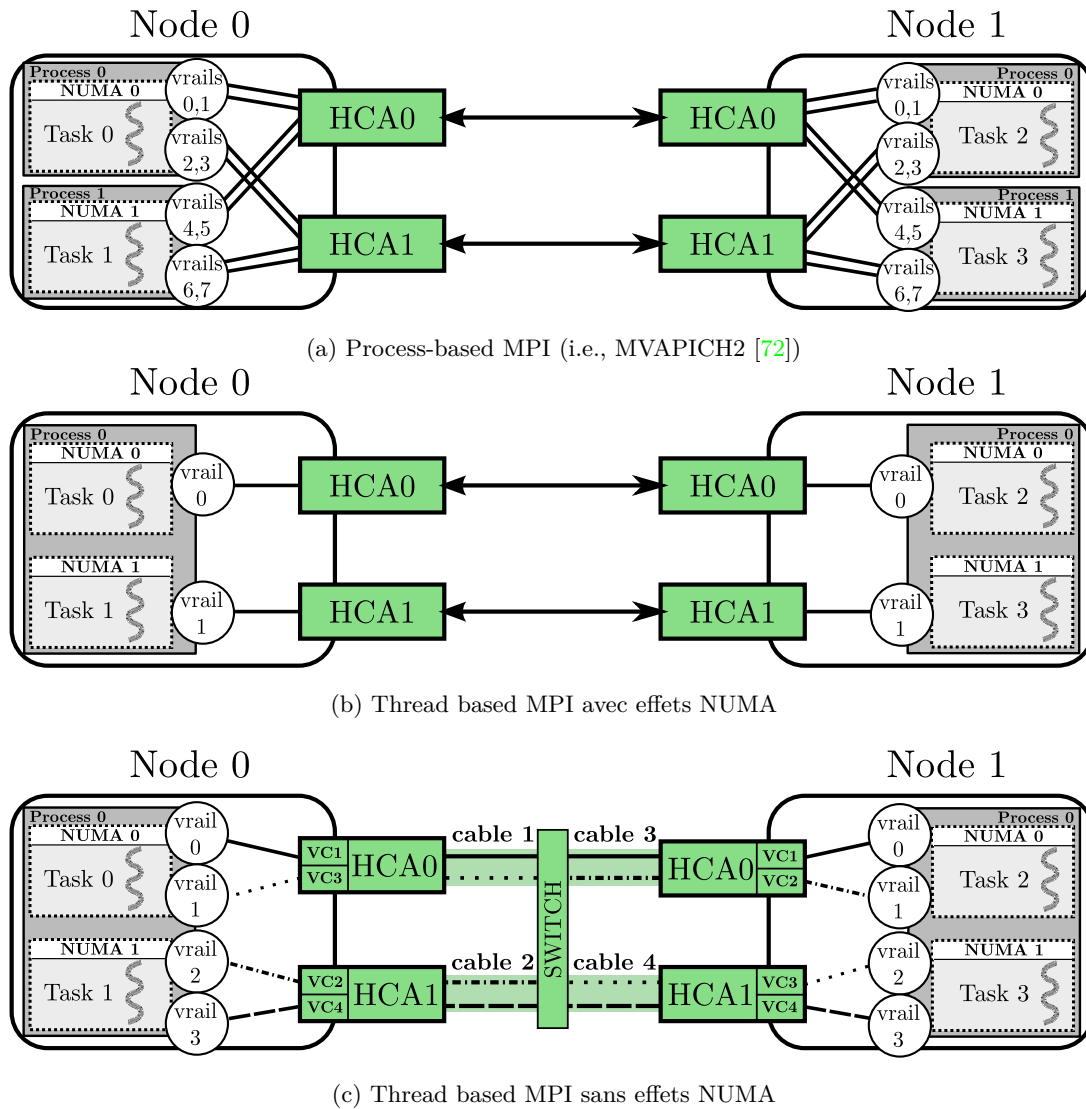 Node 0
Node 1
Process 0
NUMA 0
Task 0
vrails
0,1
vrails
2,3
Process 1
NUMA 1
Task 1
vrails
4,5
vrails
6,7
HCA0
HCA1
HCA0
HCA1
vrails
0,1
vrails
2,3
Process 0
NUMA 0
Task 2
vrails
4,5
vrails
6,7
Process 1
NUMA 1
Task 3
(a) Process-based MPI (i.e., MVAPICH2 [72])
Node 0
Node 1
Process 0
NUMA 0
Task 0
vrail
0
NUMA 1
Task 1
vrail
1
HCA0
HCA1
HCA0
HCA1
vrail
0
Process 0
NUMA 0
Task 2
vrail
1
NUMA 1
Task 3
(b) Thread based MPI avec effets NUMA
Node 0
Node 1
Process 0
NUMA 0
Task 0
vrail
0
vrail
1
NUMA 1
Task 1
vrail
2
vrail
3
VC1
VC3
HCA0
VC2
VC4
HCA1
cable 1
cable 3
SWITCH
cable 2
cable 4
HCA0
VC1
VC2
HCA1
VC3
VC4
vrail
0
vrail
1
Process 0
NUMA 0
Task 2
vrail
2
vrail
3
NUMA 1
Task 3
(c) Thread based MPI sans effets NUMA